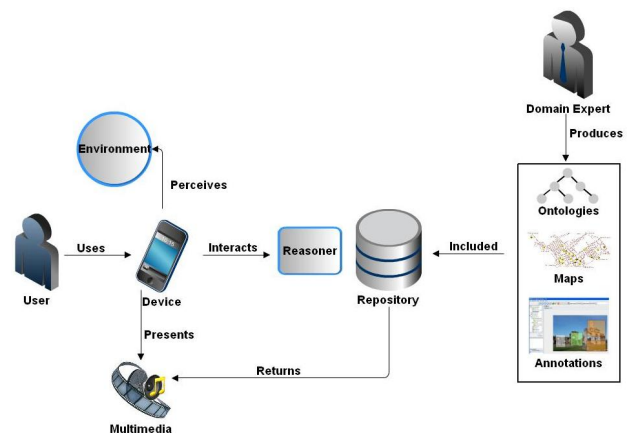 Domain Expert
Produces
Environment
Perceives
Ontologies
Uses
Interacts
Reasoner
Included
Maps
User
Device
Repository
Presents
Annotations
Returns
Multimedia